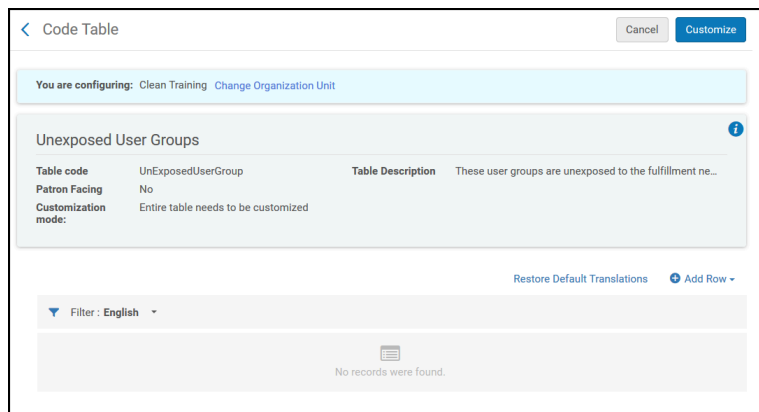 Code Table
Cancel
Customize
You are configuring: Clean Training Change Organization Unit
Unexposed User Groups
Table code UnExposedUserGroup Table Description These user groups are unexposed to the fulfillment ne...
Patron Facing No
Customization mode: Entire table needs to be customized
Restore Default Translations Add Row
Filter : English
No records were found.